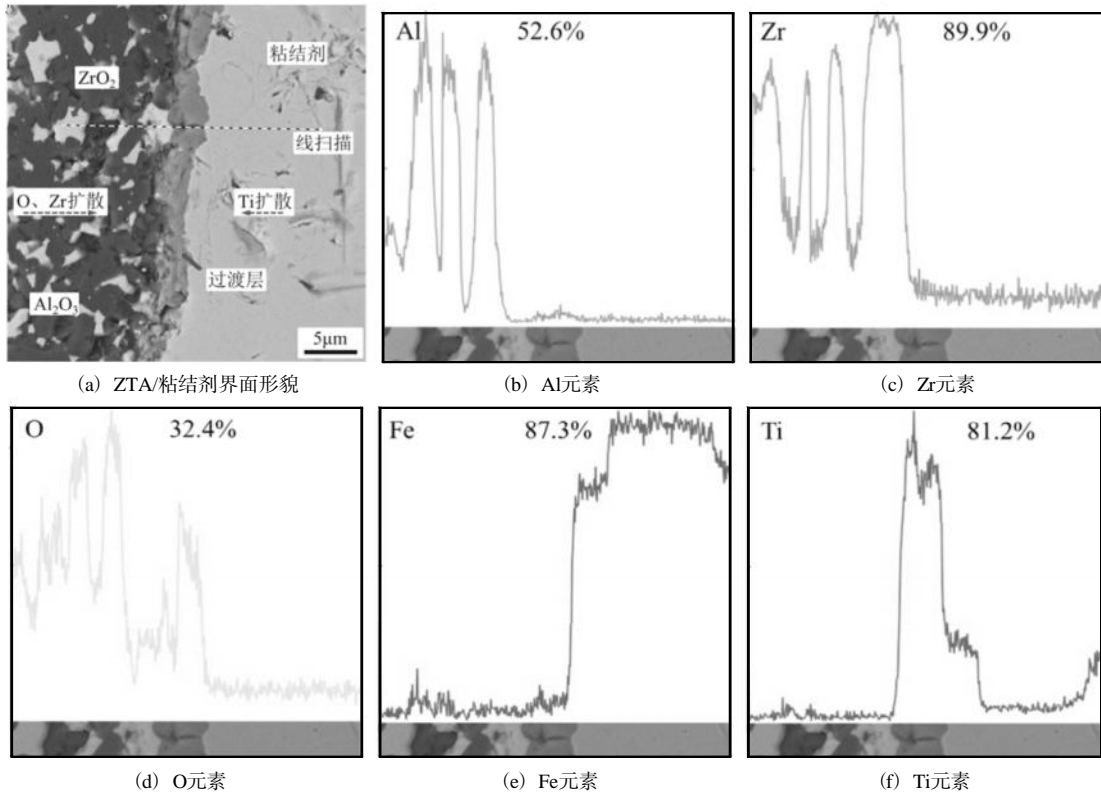 ZrO₂
粘结剂
线扫描
O、Zr扩散
Ti扩散
过渡层
Al₂O₃
5μm
(a) ZTA/粘结剂界面形貌
Al 52.6%
(b) Al元素
Zr 89.9%
(c) Zr元素
O 32.4%
(d) O元素
Fe 87.3%
(e) Fe元素
Ti 81.2%
(f) Ti元素